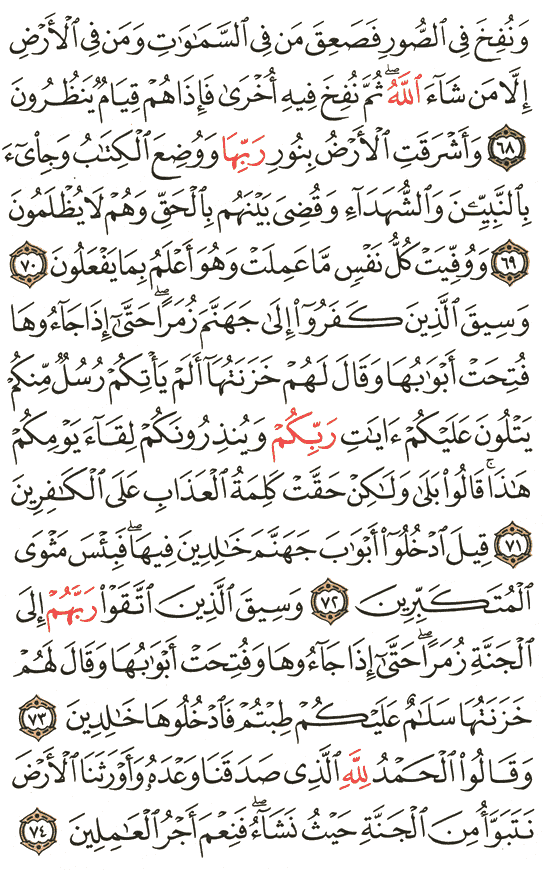 وَنُفِخَ فِى ٱلصُّورِ فَصَعِقَ مَن فِى ٱلسَّمَٰوَٰتِ وَمَن فِى ٱلْأَرْضِ
إِلَّا مَن شَآءَ ٱللَّهُ ۖ ثُمَّ نُفِخَ فِيهِ أُخْرَىٰ فَإِذَا هُمْ قِيَامٌ يَنظُرُونَ
٦٨ وَأَشْرَقَتِ ٱلْأَرْضُ بِنُورِ رَبِّهَا وَوُضِعَ ٱلْكِتَٰبُ وَجِا۟ىٓءَ
بِٱلنَّبِيِّـۧنَ وَٱلشُّهَدَآءِ وَقُضِىَ بَيْنَهُم بِٱلْحَقِّ وَهُمْ لَا يُظْلَمُونَ
٦٩ وَوُفِّيَتْ كُلُّ نَفْسٍ مَّا عَمِلَتْ وَهُوَ أَعْلَمُ بِمَا يَفْعَلُونَ ٧٠
وَسِيقَ ٱلَّذِينَ كَفَرُوٓا۟ إِلَىٰ جَهَنَّمَ زُمَرًا ۖ حَتَّىٰٓ إِذَا جَآءُوهَا
فُتِحَتْ أَبْوَٰبُهَا وَقَالَ لَهُمْ خَزَنَتُهَآ أَلَمْ يَأْتِكُمْ رُسُلٌ مِّنكُمْ
يَتْلُونَ عَلَيْكُمْ ءَايَٰتِ رَبِّكُمْ وَيُنذِرُونَكُمْ لِقَآءَ يَوْمِكُمْ
هَٰذَا ۚ قَالُوا۟ بَلَىٰ وَلَٰكِنْ حَقَّتْ كَلِمَةُ ٱلْعَذَابِ عَلَى ٱلْكَٰفِرِينَ
٧١ قِيلَ ٱدْخُلُوٓا۟ أَبْوَٰبَ جَهَنَّمَ خَٰلِدِينَ فِيهَا ۖ فَبِئْسَ مَثْوَى
ٱلْمُتَكَبِّرِينَ ٧٢ وَسِيقَ ٱلَّذِينَ ٱتَّقَوْا۟ رَبَّهُمْ إِلَى
ٱلْجَنَّةِ زُمَرًا ۖ حَتَّىٰٓ إِذَا جَآءُوهَا وَفُتِحَتْ أَبْوَٰبُهَا وَقَالَ لَهُمْ
خَزَنَتُهَا سَلَٰمٌ عَلَيْكُمْ طِبْتُمْ فَٱدْخُلُوهَا خَٰلِدِينَ ٧٣
وَقَالُوا۟ ٱلْحَمْدُ لِلَّهِ ٱلَّذِى صَدَقَنَا وَعْدَهُۥ وَأَوْرَثَنَا ٱلْأَرْضَ
نَتَبَوَّأُ مِنَ ٱلْجَنَّةِ حَيْثُ نَشَآءُ ۖ فَنِعْمَ أَجْرُ ٱلْعَٰمِلِينَ ٧٤